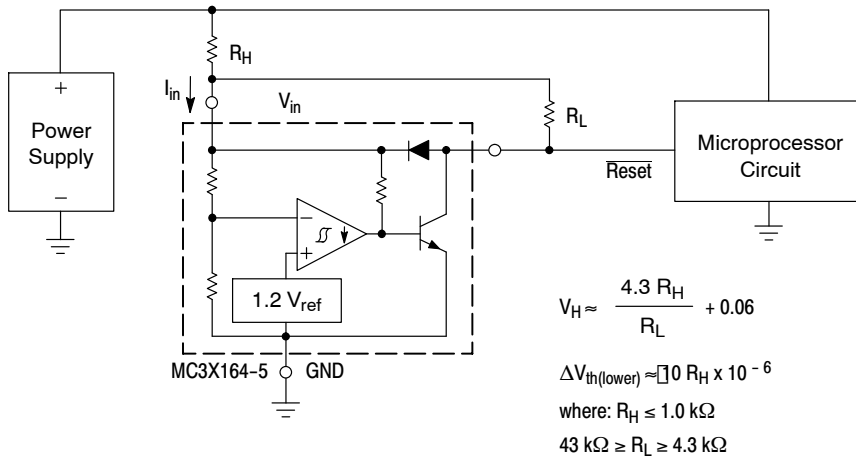 R_H
I_in
V_in
R_L
+
Power
Supply
−
Microprocessor
Circuit
Reset
−
+
1.2 V_ref
MC3X164−5 GND
V_H ≈ 4.3 R_H / R_L + 0.06
ΔV_th(lower) ≈ 10 R_H x 10⁻⁶
where: R_H ≤ 1.0 kΩ
43 kΩ ≥ R_L ≥ 4.3 kΩ